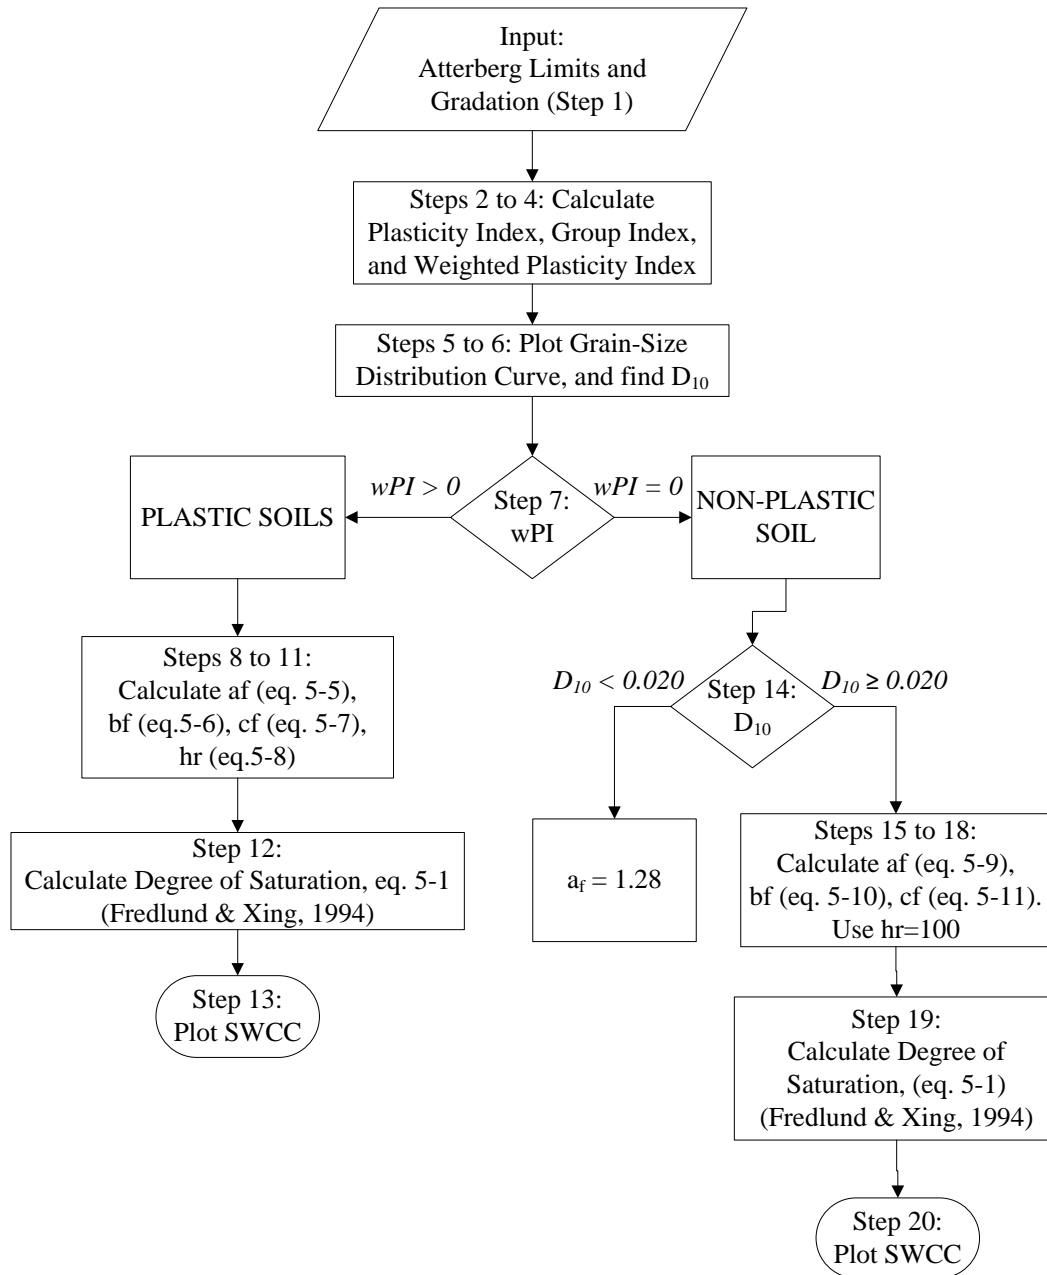 Input:
Atterberg Limits and
Gradation (Step 1)
Steps 2 to 4: Calculate
Plasticity Index, Group Index,
and Weighted Plasticity Index
Steps 5 to 6: Plot Grain-Size
Distribution Curve, and find D₁₀
wPI > 0
Step 7:
wPI
wPI = 0
PLASTIC SOILS
NON-PLASTIC
SOIL
Steps 8 to 11:
Calculate af (eq. 5-5),
bf (eq.5-6), cf (eq. 5-7),
hr (eq.5-8)
D₁₀ < 0.020
Step 14:
D₁₀
D₁₀ ≥ 0.020
Step 12:
Calculate Degree of Saturation, eq. 5-1
(Fredlund & Xing, 1994)
a_f = 1.28
Steps 15 to 18:
Calculate af (eq. 5-9),
bf (eq. 5-10), cf (eq. 5-11).
Use hr=100
Step 13:
Plot SWCC
Step 19:
Calculate Degree of
Saturation, (eq. 5-1)
(Fredlund & Xing, 1994)
Step 20:
Plot SWCC